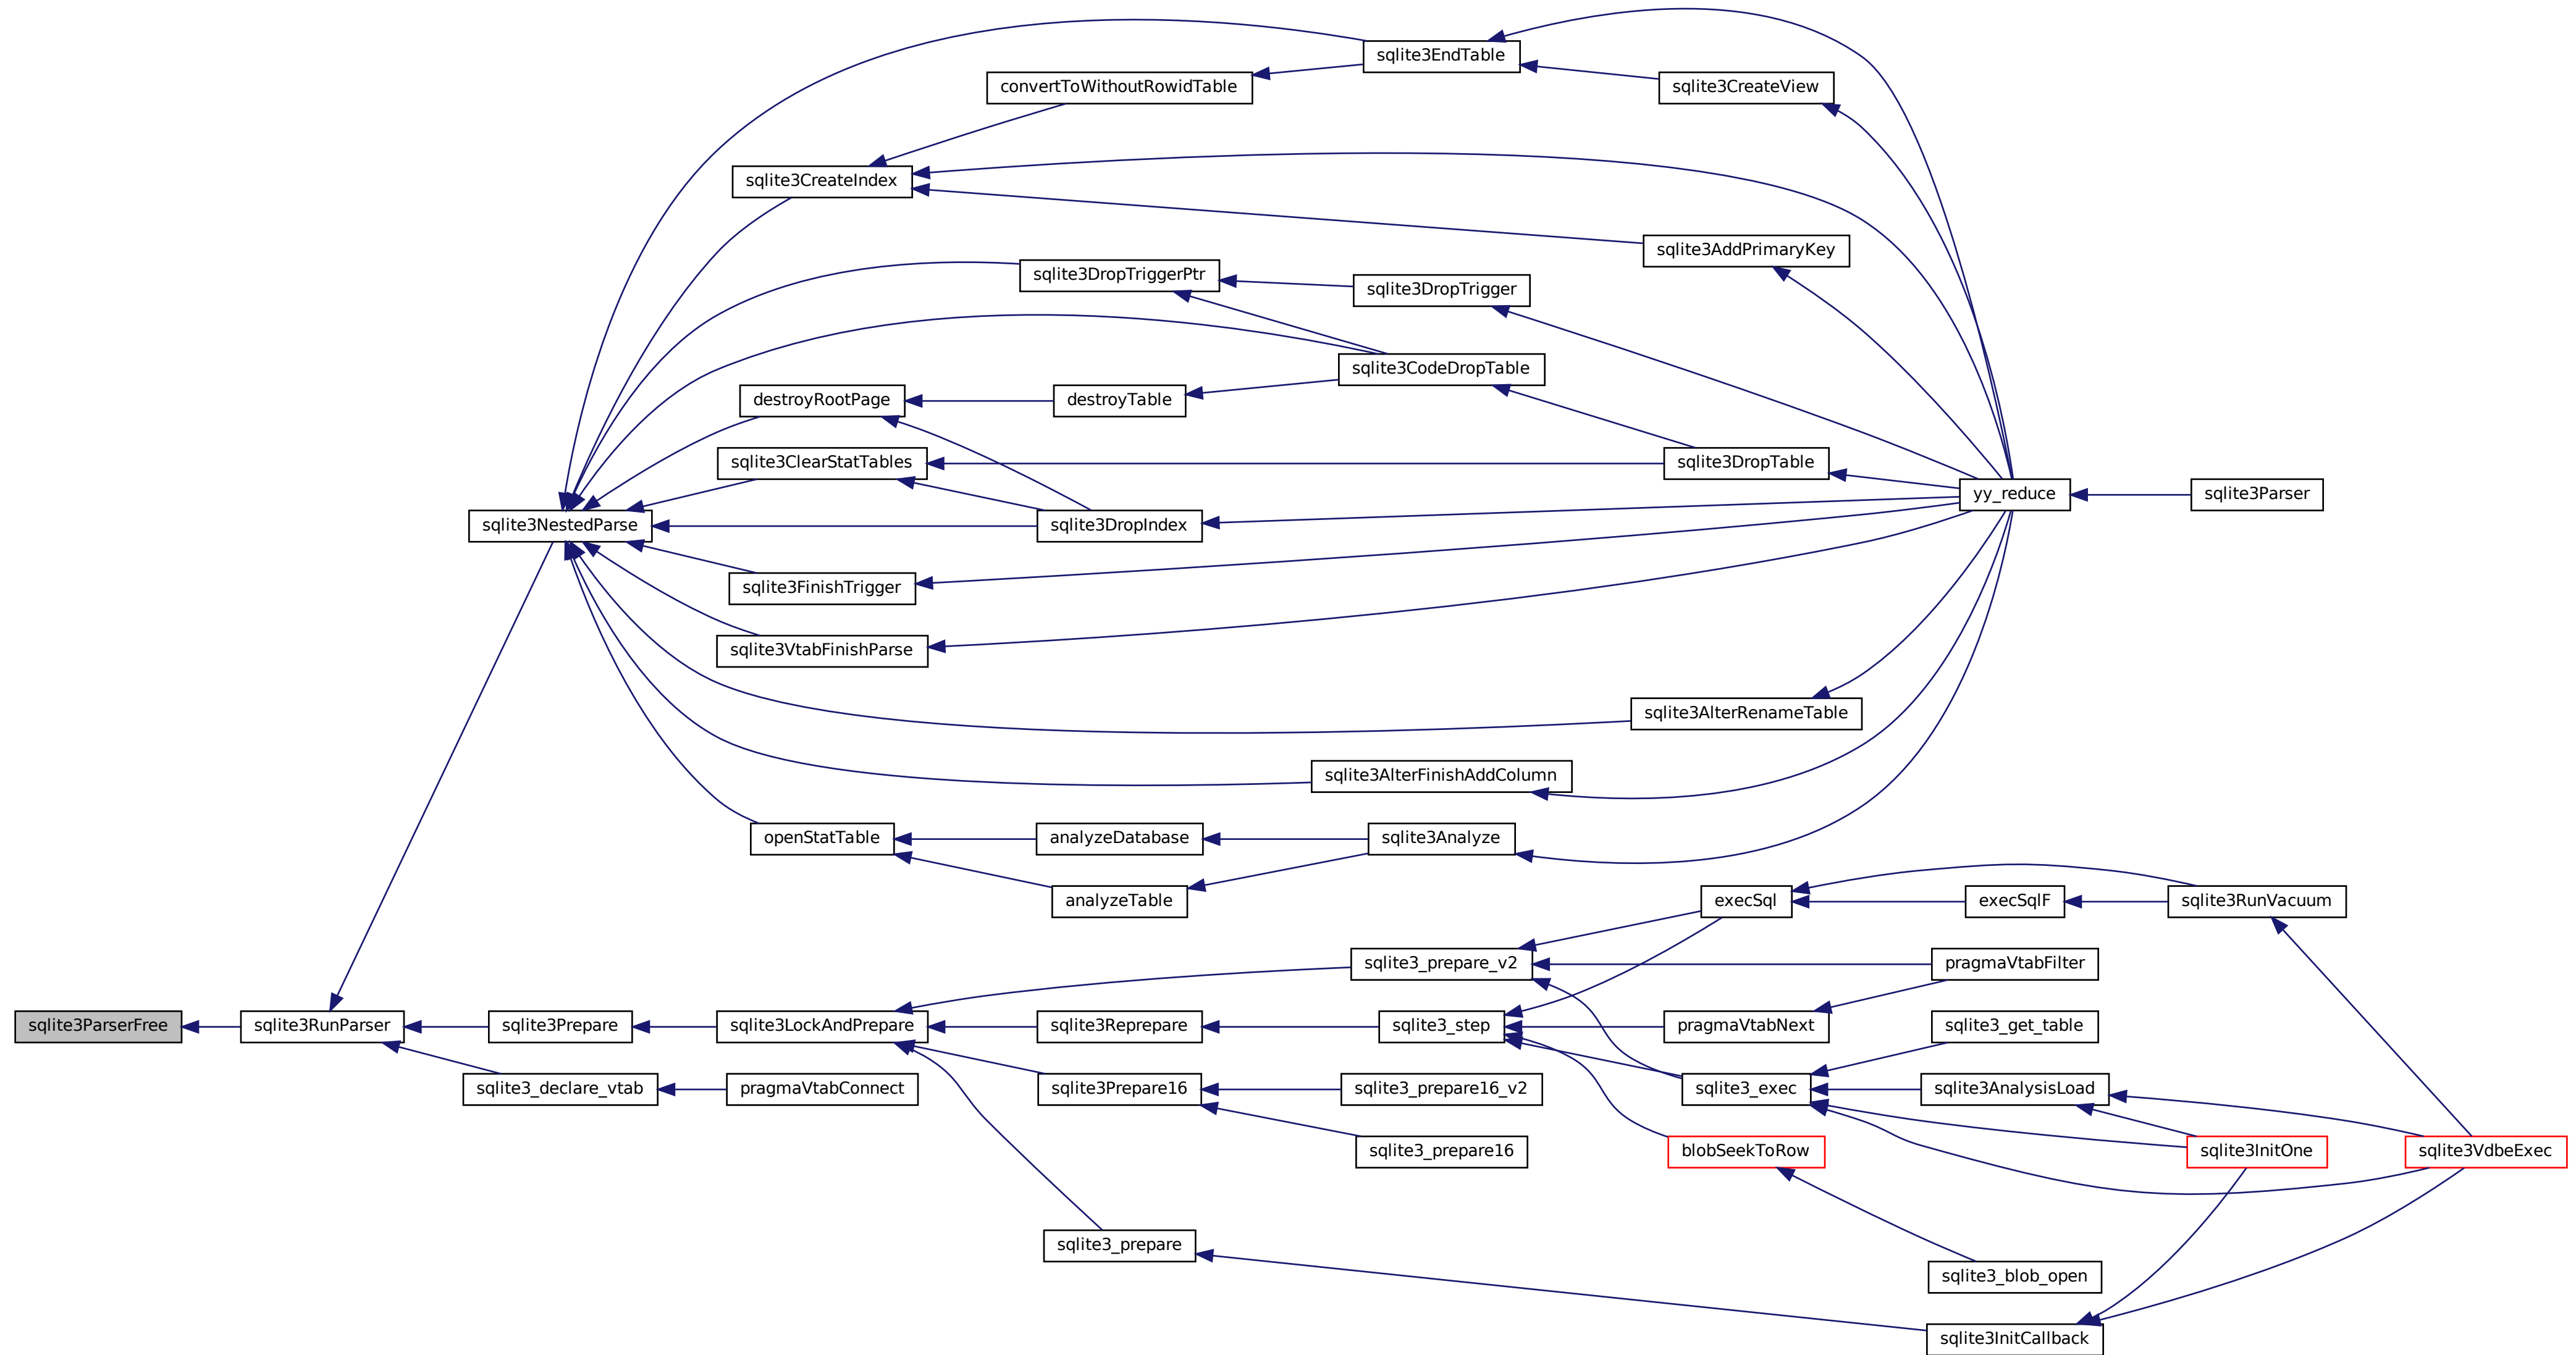 sqlite3EndTable
convertToWithoutRowidTable
sqlite3CreateView
sqlite3CreateIndex
sqlite3AddPrimaryKey
sqlite3DropTriggerPtr
sqlite3DropTrigger
sqlite3CodeDropTable
destroyRootPage
destroyTable
sqlite3ClearStatTables
sqlite3DropTable
yy_reduce
sqlite3Parser
sqlite3NestedParse
sqlite3DropIndex
sqlite3FinishTrigger
sqlite3VtabFinishParse
sqlite3AlterRenameTable
sqlite3AlterFinishAddColumn
openStatTable
analyzeDatabase
sqlite3Analyze
analyzeTable
execSql
execSqlF
sqlite3RunVacuum
sqlite3_prepare_v2
pragmaVtabFilter
sqlite3ParserFree
sqlite3RunParser
sqlite3Prepare
sqlite3LockAndPrepare
sqlite3Reprepare
sqlite3_step
pragmaVtabNext
sqlite3_get_table
sqlite3_declare_vtab
pragmaVtabConnect
sqlite3Prepare16
sqlite3_prepare16_v2
sqlite3_exec
sqlite3AnalysisLoad
sqlite3_prepare16
blobSeekToRow
sqlite3InitOne
sqlite3VdbeExec
sqlite3_prepare
sqlite3_blob_open
sqlite3InitCallback